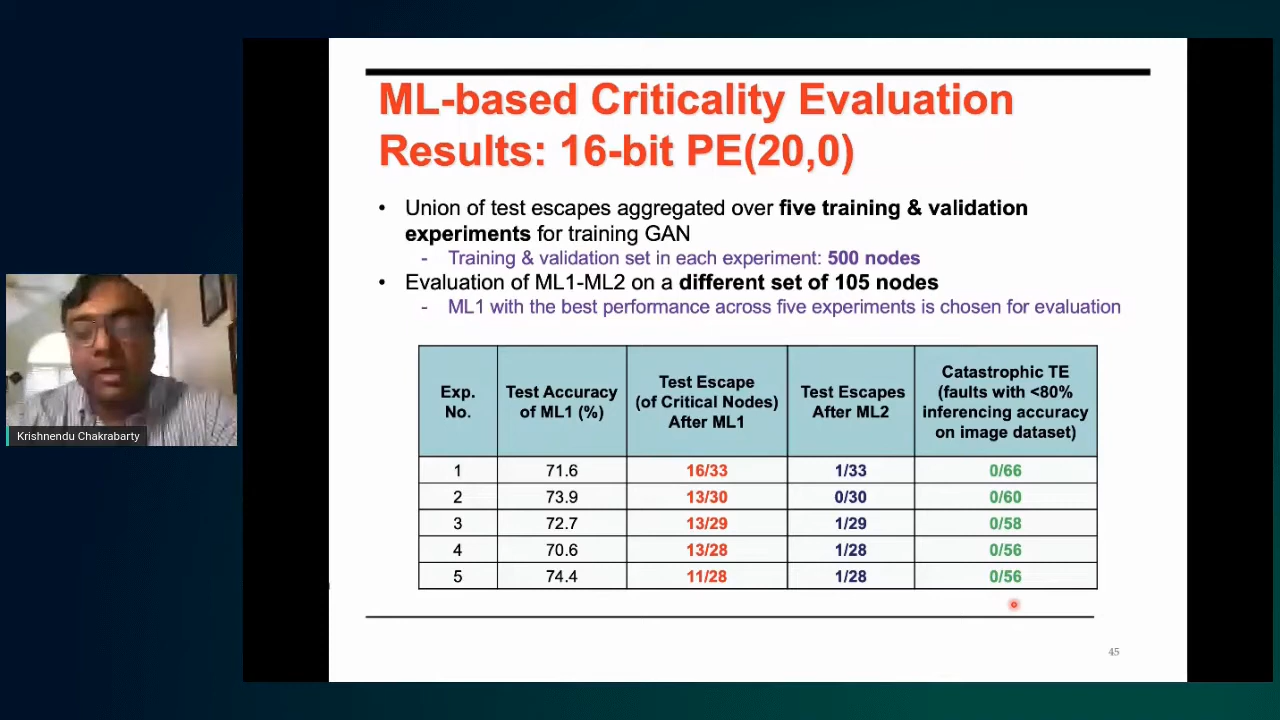 ML-based Criticality Evaluation
Results: 16-bit PE(20,0)
• Union of test escapes aggregated over five training & validation
experiments for training GAN
- Training & validation set in each experiment: 500 nodes
• Evaluation of ML1-ML2 on a different set of 105 nodes
- ML1 with the best performance across five experiments is chosen for evaluation
Exp. No. Test Accuracy of ML1 (%) Test Escape (of Critical Nodes) After ML1 Test Escapes After ML2 Catastrophic TE (faults with <80% inferencing accuracy on image dataset)
1 71.6 16/33 1/33 0/66
2 73.9 13/30 0/30 0/60
3 72.7 13/29 1/29 0/58
4 70.6 13/28 1/28 0/56
5 74.4 11/28 1/28 0/56
45
Krishnendu Chakrabarty